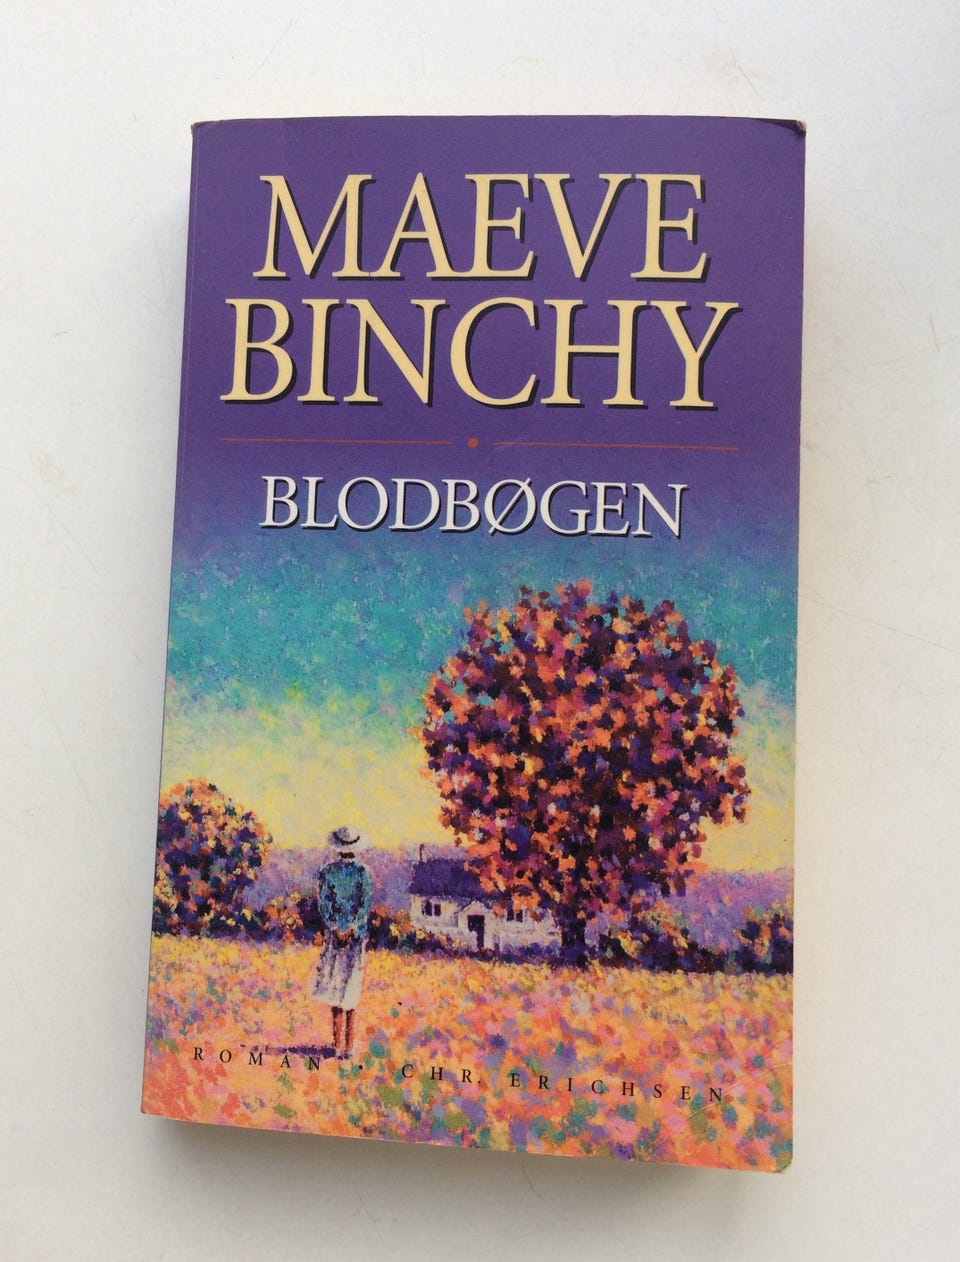 MAEVE
BINCHY
BLODBØGEN
ROMAN • CHR. ERICHSEN